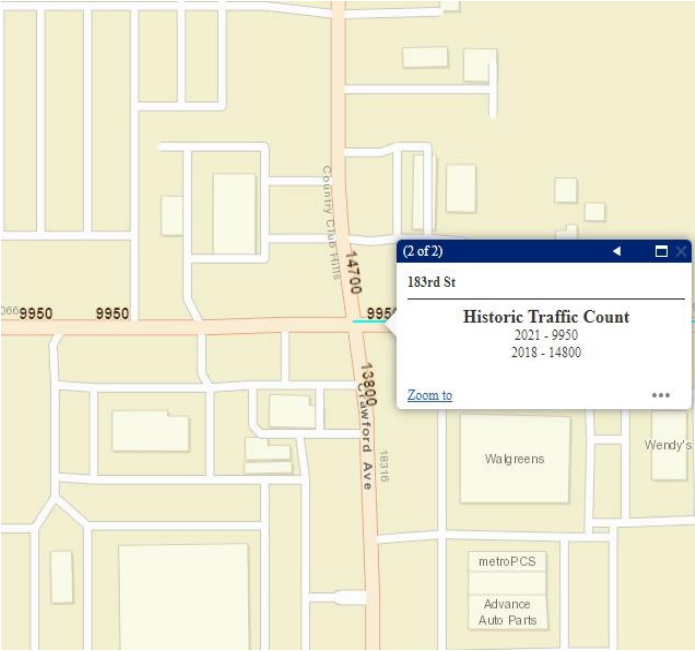 Country Club Hills
14700
(2 of 2)
183rd St
Historic Traffic Count
2021 - 9950
2018 - 14800
Zoom to
9950
9950
9950
13800
Crawford Ave
18316
Walgreens
Wendy's
metroPCS
Advance
Auto Parts